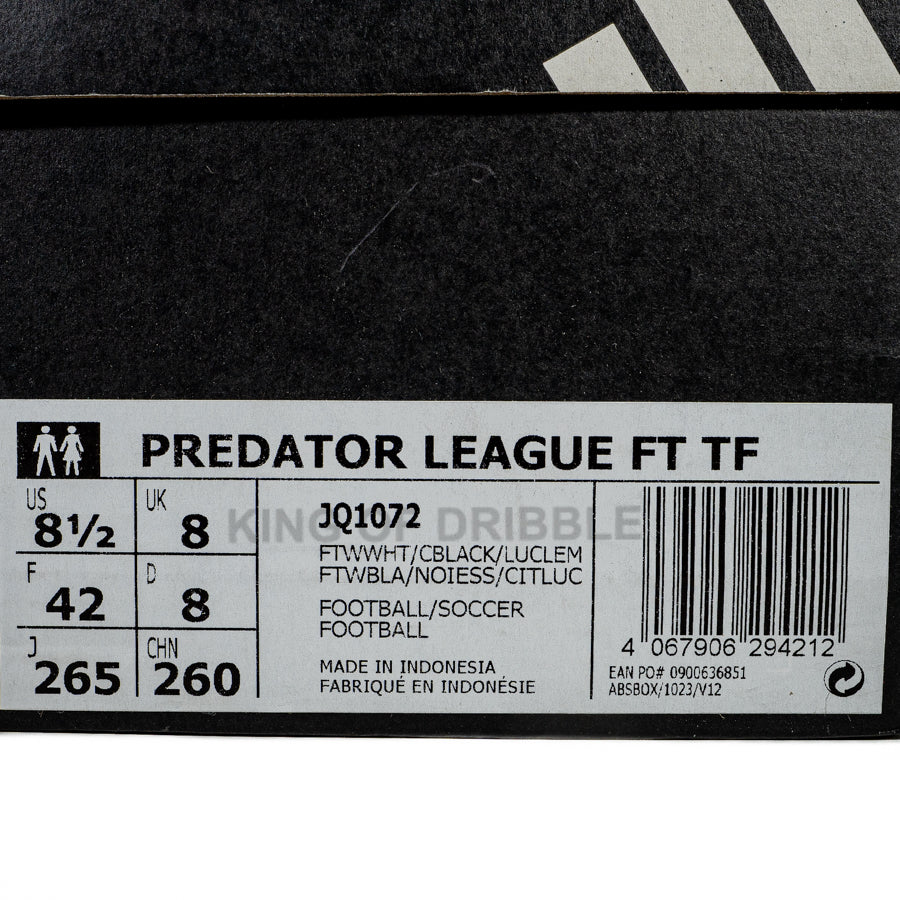 PREDATOR LEAGUE FT TF
US 8½
UK 8
F 42
D 8
J 265
CHN 260
JQ1072
KING OF DRIBBLE
FTWWHT/CBLACK/LUCLEM
FTWBLA/NOIESS/CITLUC
FOOTBALL/SOCCER
FOOTBALL
MADE IN INDONESIA
FABRIQUÉ EN INDONÉSIE
4 067906 294212
EAN PO# 0900636851
ABSBOX/1023/V12